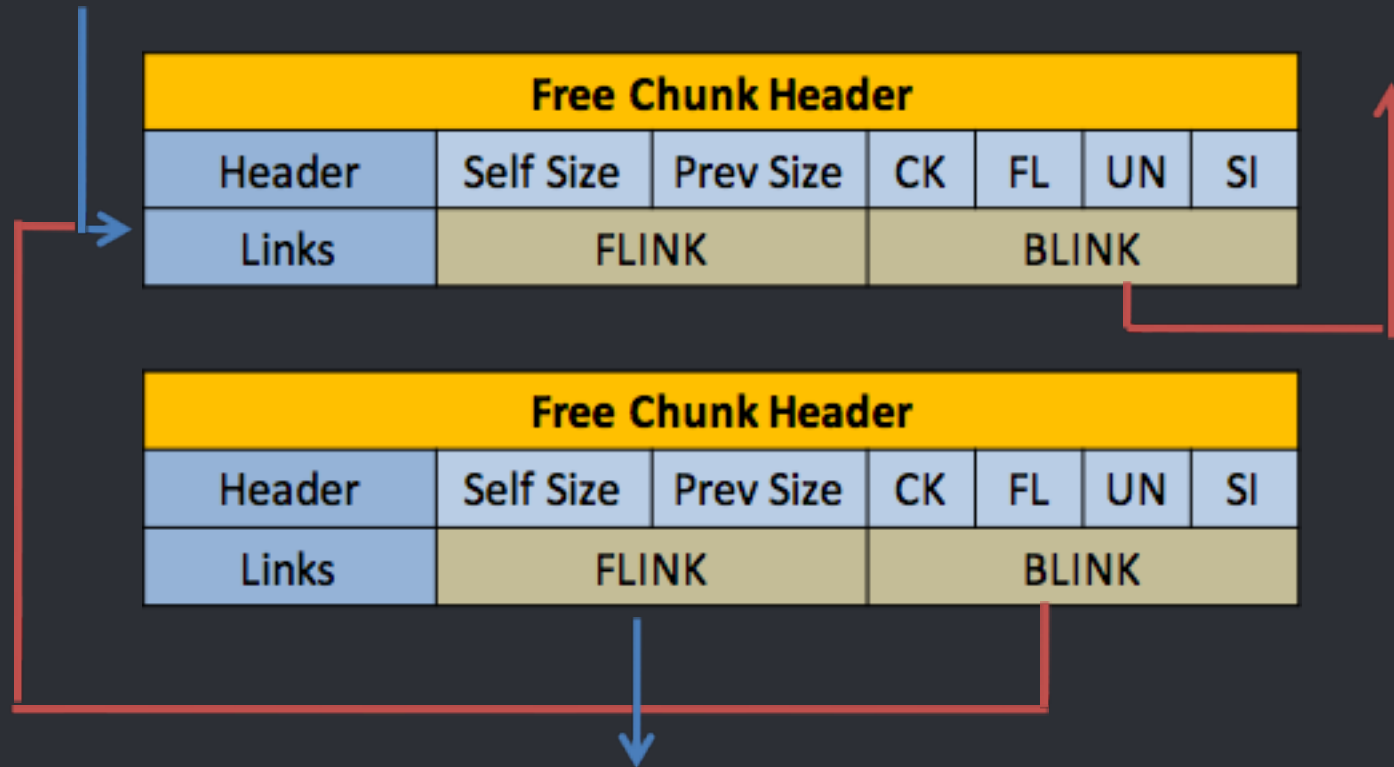 Free Chunk Header
Header Self Size Prev Size CK FL UN SI
Links FLINK BLINK
Free Chunk Header
Header Self Size Prev Size CK FL UN SI
Links FLINK BLINK